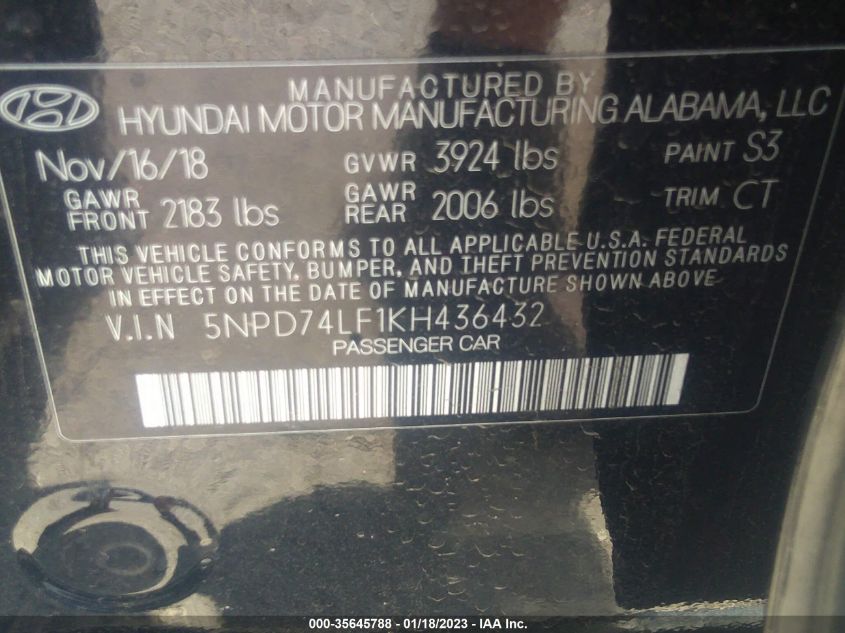 MANUFACTURED BY
HYUNDAI MOTOR MANUFACTURING ALABAMA, LLC
Nov/16/18 GVWR 3924 lbs PAINT S3
GAWR FRONT 2183 lbs GAWR REAR 2006 lbs TRIM CT
THIS VEHICLE CONFORMS TO ALL APPLICABLE U.S.A. FEDERAL
MOTOR VEHICLE SAFETY, BUMPER, AND THEFT PREVENTION STANDARDS
IN EFFECT ON THE DATE OF MANUFACTURE SHOWN ABOVE
V.I.N 5NPD74LF1KH436432
PASSENGER CAR
000-35645788 - 01/18/2023 - IAA Inc.